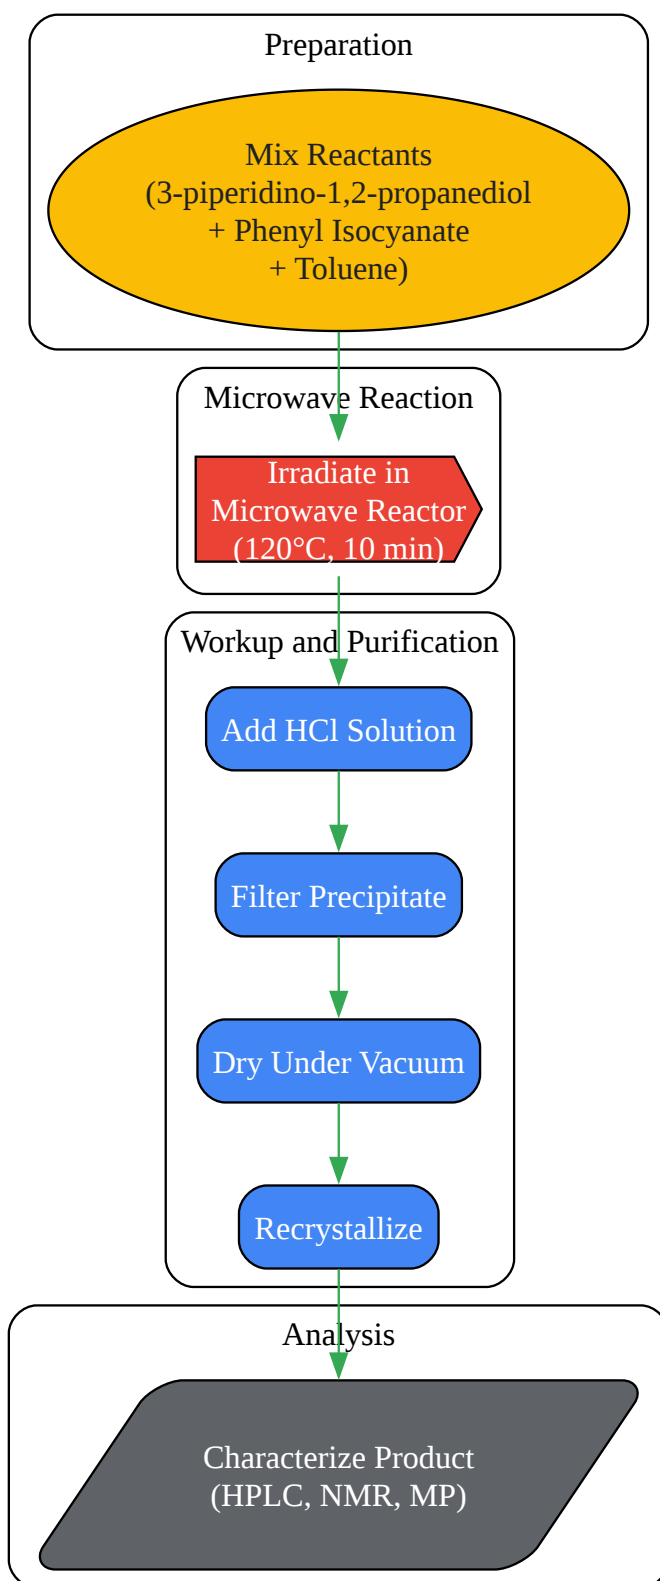 Preparation
Mix Reactants
(3-piperidino-1,2-propanediol
+ Phenyl Isocyanate
+ Toluene)
Microwave Reaction
Irradiate in
Microwave Reactor
(120°C, 10 min)
Workup and Purification
Add HCl Solution
Filter Precipitate
Dry Under Vacuum
Recrystallize
Analysis
Characterize Product
(HPLC, NMR, MP)